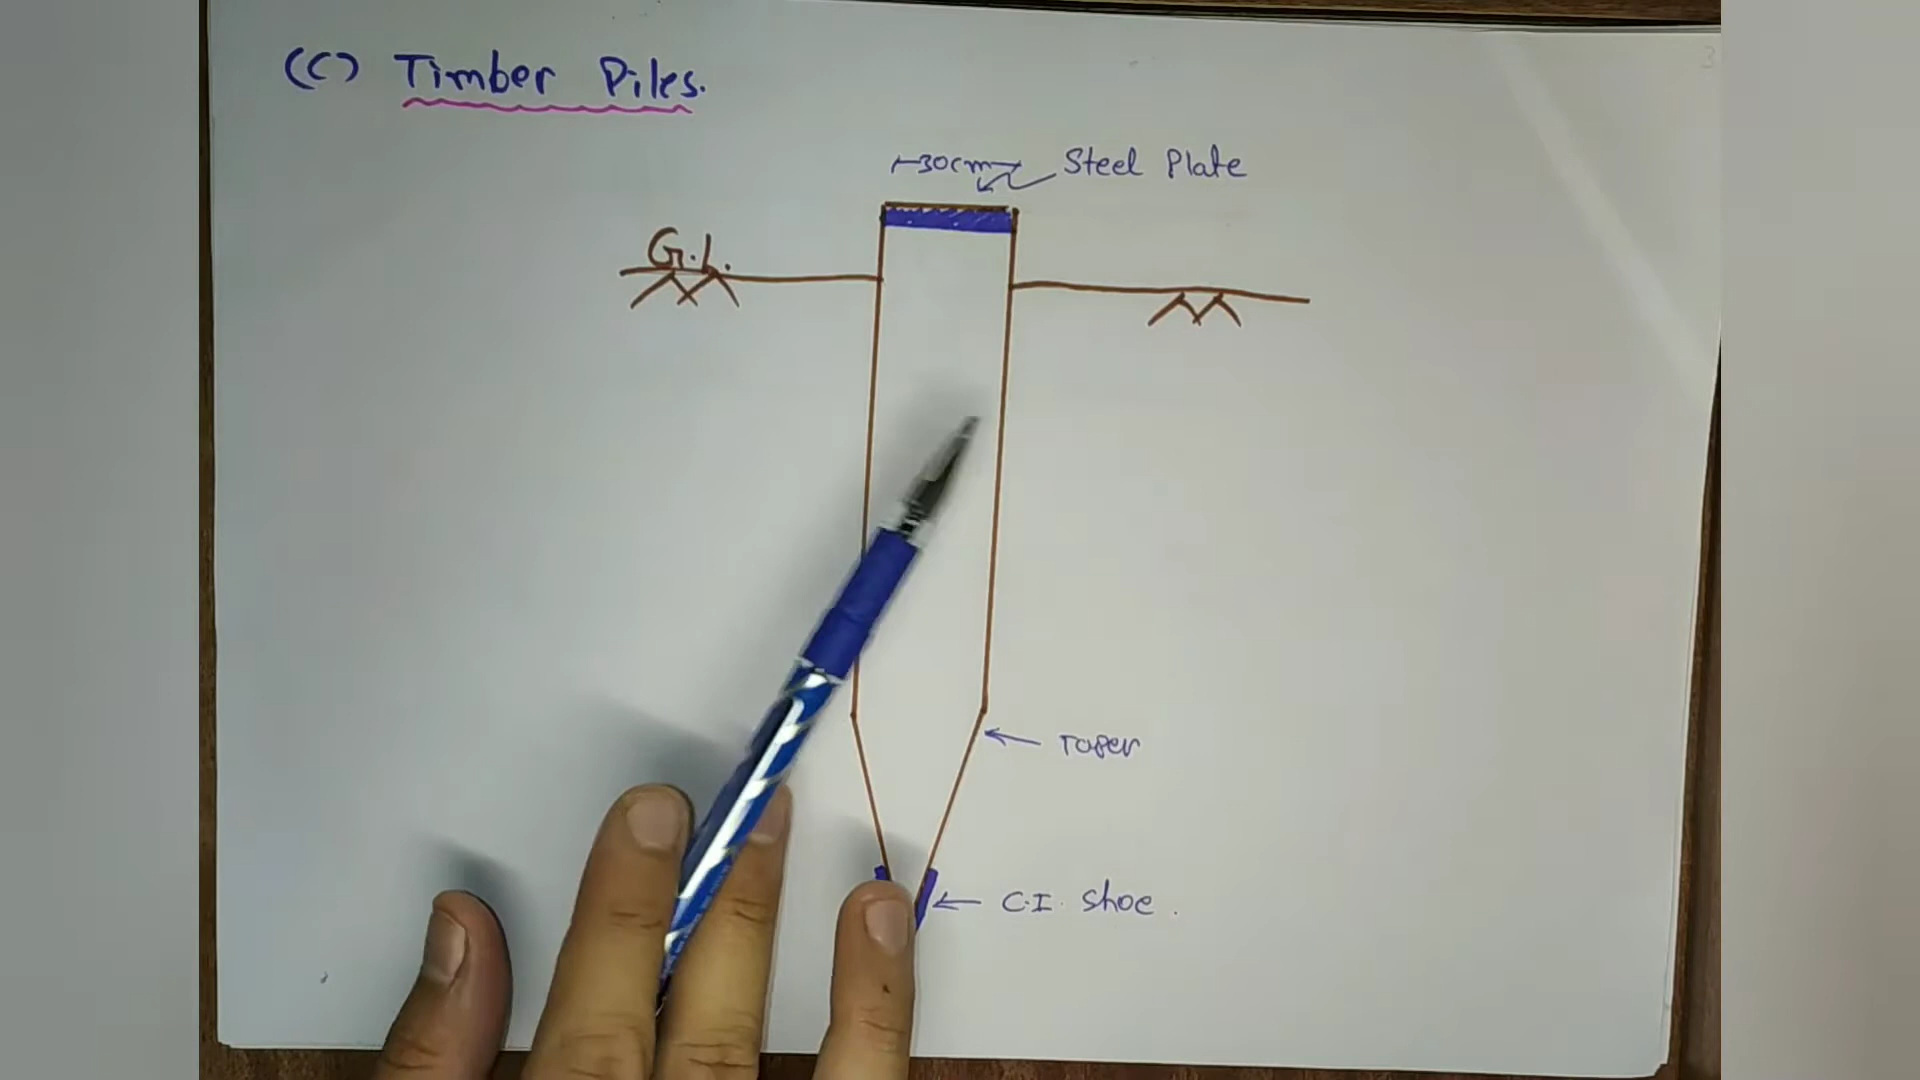 (C) Timber Piles.
30cm
Steel Plate
G.L.
Taper
C.I. Shoe.